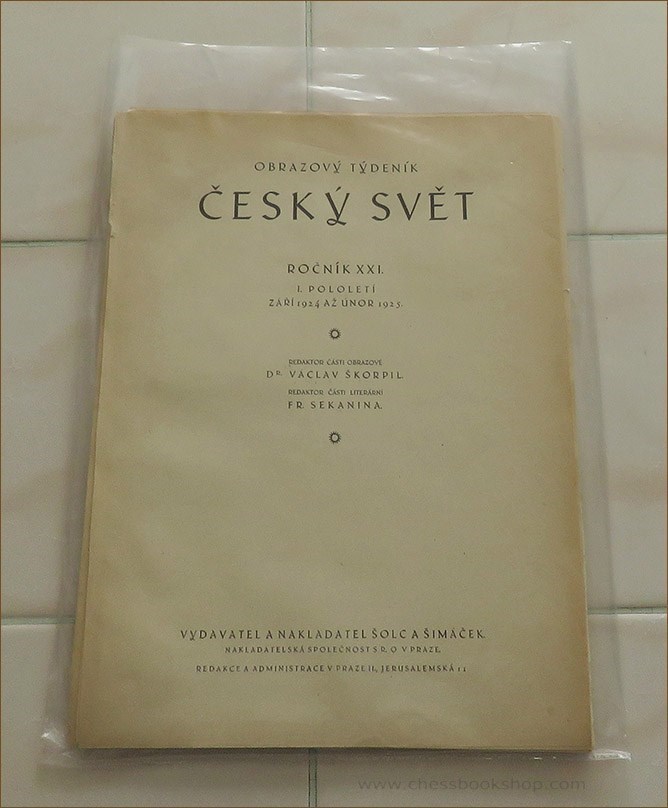 OBRAZOVÝ TÝDENÍK
ČESKÝ SVĚT
ROČNÍK XXI.
I. POLOLETÍ
ZÁŘÍ 1924 AŽ ÚNOR 1925.
REDAKTOR ČÁSTI OBRAZOVÉ
DR. VÁCLAV ŠKORPIL.
REDAKTOR ČÁSTI LITERÁRNÍ
FR. SEKANINA.
VYDAVATEL A NAKLADATEL ŠOLC A ŠIMÁČEK.
NAKLADATELSKÁ SPOLEČNOST S R. O. V PRAZE.
REDAKCE A ADMINISTRACE V PRAZE II., JERUSALEMSKÁ 11
www.chessbookshop.com